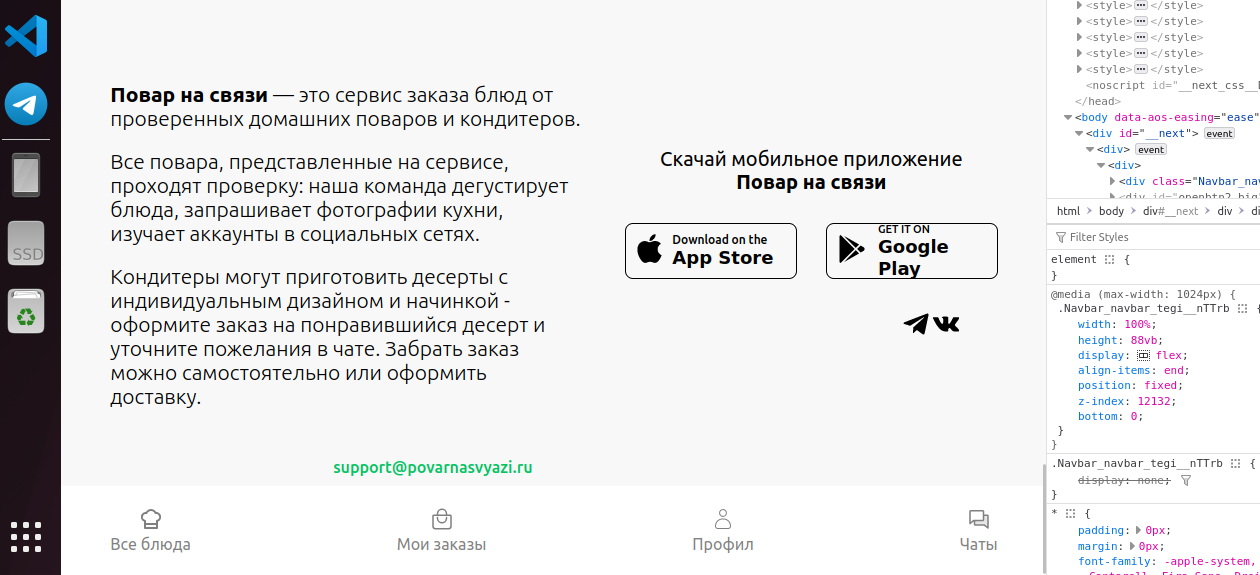 Повар на связи — это сервис заказа блюд от
проверенных домашних поваров и кондитеров.
Все повара, представленные на сервисе,
проходят проверку: наша команда дегустирует
блюда, запрашивает фотографии кухни,
изучает аккаунты в социальных сетях.
Кондитеры могут приготовить десерты с
индивидуальным дизайном и начинкой -
оформите заказ на понравившийся десерт и
уточните пожелания в чате. Забрать заказ
можно самостоятельно или оформить
доставку.
support@povarnasvyazi.ru
Скачай мобильное приложение
Повар на связи
Download on the
App Store
GET IT ON
Google
Play
Все блюда
Мои заказы
Профил
Чаты
SSD
<style> ••• </style>
<style> ••• </style>
<style> ••• </style>
<style> ••• </style>
<style> ••• </style>
<noscript id="__next_css__
</head>
<body data-aos-easing="ease"
<div id="__next"> event
<div> event
<div>
<div class="Navbar_nav
<div id="openbtn2 big
html > body > div#__next > div > di
Filter Styles
element {
}
@media (max-width: 1024px) {
.Navbar_navbar_tegi__nTTrb {
width: 100%;
height: 88vb;
display: flex;
align-items: end;
position: fixed;
z-index: 12132;
bottom: 0;
}
}
.Navbar_navbar_tegi__nTTrb {
display: none;
}
* {
padding: 0px;
margin: 0px;
font-family: -apple-system,
Cantarell, Fira Sans, Droi